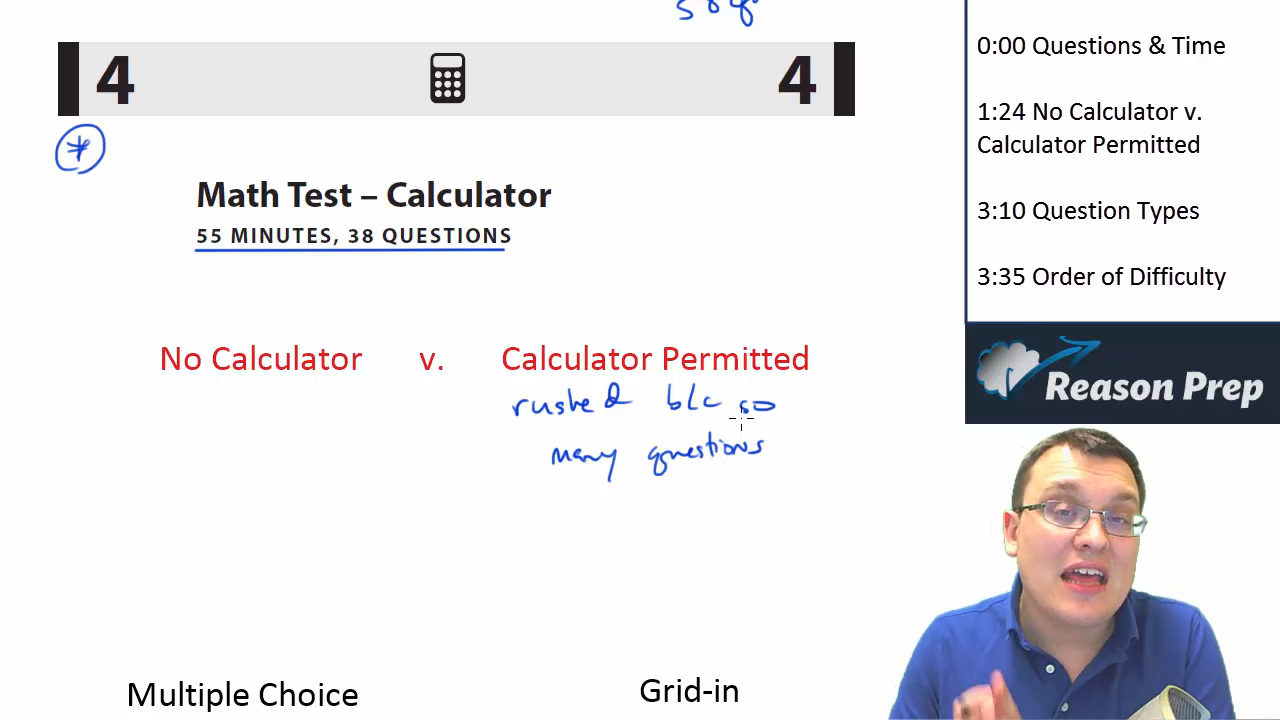 4 4
Math Test – Calculator
55 MINUTES, 38 QUESTIONS
No Calculator v. Calculator Permitted
rushed b/c so
many questions
Multiple Choice Grid-in
0:00 Questions & Time
1:24 No Calculator v.
Calculator Permitted
3:10 Question Types
3:35 Order of Difficulty
Reason Prep